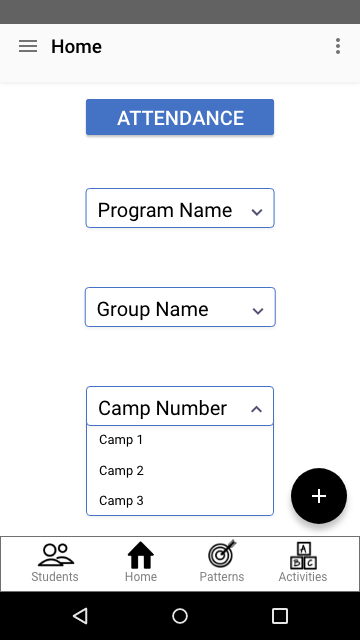 Home
ATTENDANCE
Program Name
Group Name
Camp Number
Camp 1
Camp 2
Camp 3
A
B C
Students Home Patterns Activities